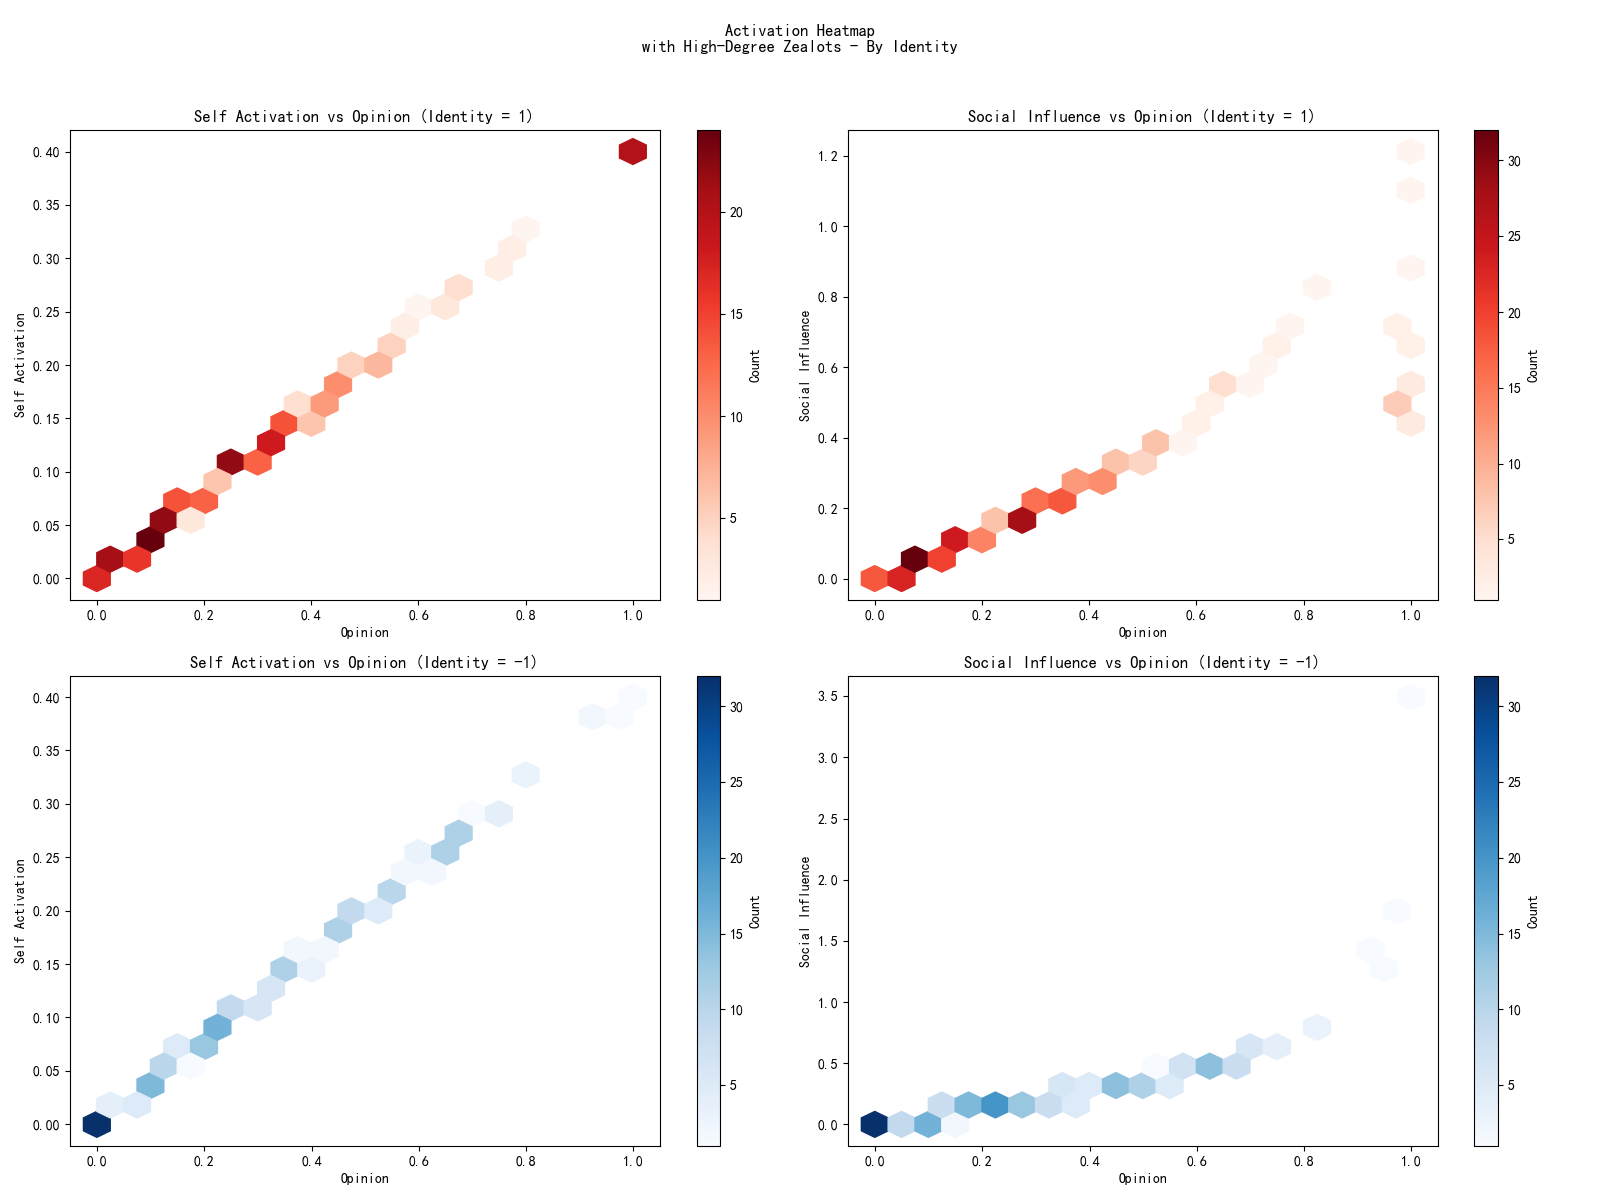 Activation Heatmap
with High-Degree Zealots - By Identity
Self Activation vs Opinion (Identity = 1)
0.40
0.35
0.30
0.25
0.20
0.15
0.10
0.05
0.00
Self Activation
0.0 0.2 0.4 0.6 0.8 1.0
Opinion
20
15
10
5
Count
Social Influence vs Opinion (Identity = 1)
1.2
1.0
0.8
0.6
0.4
0.2
0.0
Social Influence
0.0 0.2 0.4 0.6 0.8 1.0
Opinion
30
25
20
15
10
5
Count
Self Activation vs Opinion (Identity = -1)
0.40
0.35
0.30
0.25
0.20
0.15
0.10
0.05
0.00
Self Activation
0.0 0.2 0.4 0.6 0.8 1.0
Opinion
30
25
20
15
10
5
Count
Social Influence vs Opinion (Identity = -1)
3.5
3.0
2.5
2.0
1.5
1.0
0.5
0.0
Social Influence
0.0 0.2 0.4 0.6 0.8 1.0
Opinion
30
25
20
15
10
5
Count